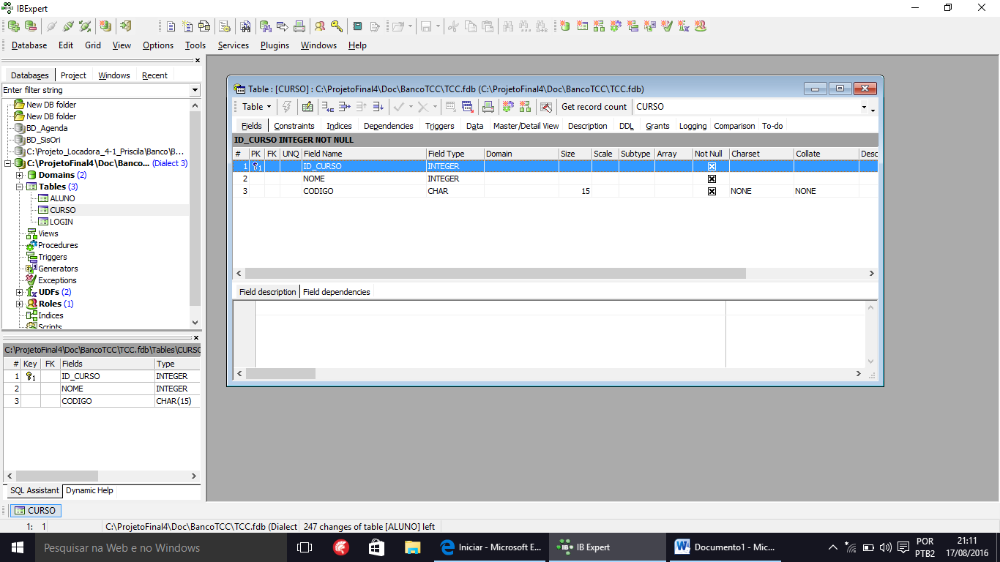 IBExpert
Database Edit Grid View Options Tools Services Plugins Windows Help
Databases Project Windows Recent
Enter filter string
New DB folder
New DB folder
BD_Agenda
BD_SisOri
C:\Projeto_Locadora_4-1_Priscila\Banco\B...
C:\ProjetoFinal4\Doc\Banco... (Dialect 3)
Domains (2)
Tables (3)
ALUNO
CURSO
LOGIN
Views
Procedures
Triggers
Generators
Exceptions
UDFs (2)
Roles (1)
Indices
Scripts
C:\ProjetoFinal4\Doc\BancoTCC\TCC.fdb\Tables\CURSO
# Key FK Fields Type
1 1 ID_CURSO INTEGER
2 NOME INTEGER
3 CODIGO CHAR(15)
SQL Assistant Dynamic Help
Table : [CURSO] : C:\ProjetoFinal4\Doc\BancoTCC\TCC.fdb (C:\ProjetoFinal4\Doc\BancoTCC\TCC.fdb)
Table Get record count CURSO
Fields Constraints Indices Dependencies Triggers Data Master/Detail View Description DDL Grants Logging Comparison To-do
ID_CURSO INTEGER NOT NULL
# PK FK UNQ Field Name Field Type Domain Size Scale Subtype Array Not Null Charset Collate Desc
1 1 ID_CURSO INTEGER
2 NOME INTEGER
3 CODIGO CHAR 15 NONE NONE
Field description Field dependencies
CURSO
1: 1 C:\ProjetoFinal4\Doc\BancoTCC\TCC.fdb (Dialect 247 changes of table [ALUNO] left
Pesquisar na Web e no Windows Iniciar - Microsoft E... IB Expert Documento1 - Mic... POR 21:11
PTB2 17/08/2016